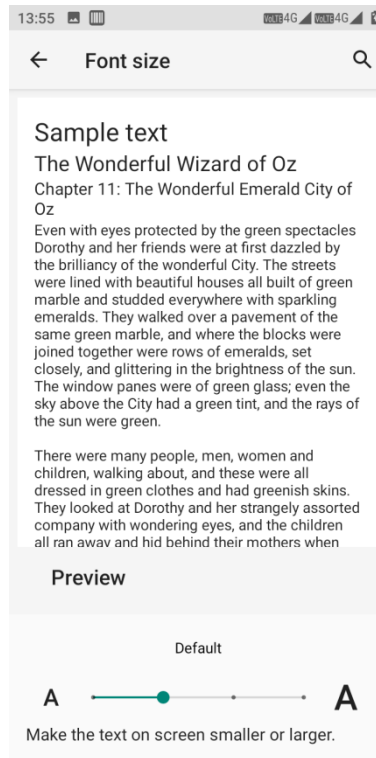 13:55 VoLTE 4G VoLTE 4G
Font size
Sample text
The Wonderful Wizard of Oz
Chapter 11: The Wonderful Emerald City of
Oz
Even with eyes protected by the green spectacles
Dorothy and her friends were at first dazzled by
the brilliancy of the wonderful City. The streets
were lined with beautiful houses all built of green
marble and studded everywhere with sparkling
emeralds. They walked over a pavement of the
same green marble, and where the blocks were
joined together were rows of emeralds, set
closely, and glittering in the brightness of the sun.
The window panes were of green glass; even the
sky above the City had a green tint, and the rays of
the sun were green.
There were many people, men, women and
children, walking about, and these were all
dressed in green clothes and had greenish skins.
They looked at Dorothy and her strangely assorted
company with wondering eyes, and the children
all ran away and hid behind their mothers when
Preview
Default
A A
Make the text on screen smaller or larger.